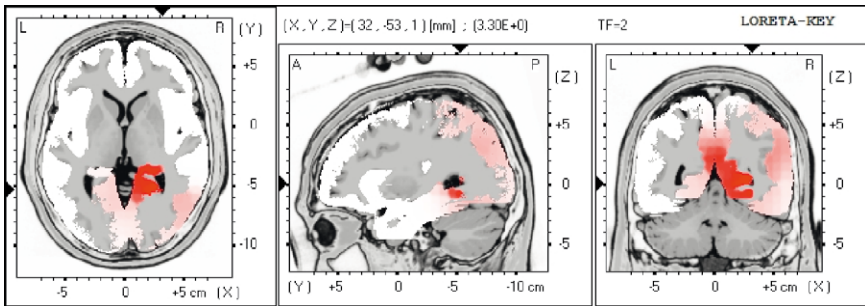 (X,Y,Z)=(32,-53,1)[mm] ; (3.30E+0)
TF=2
LORETA-KEY
L R (Y)
+5
0
-5
-10
-5 0 +5 cm (X)
A P (Z)
+5
0
-5
(Y) +5 0 -5 -10 cm
L R (Z)
+5
0
-5
-5 0 +5 cm (X)